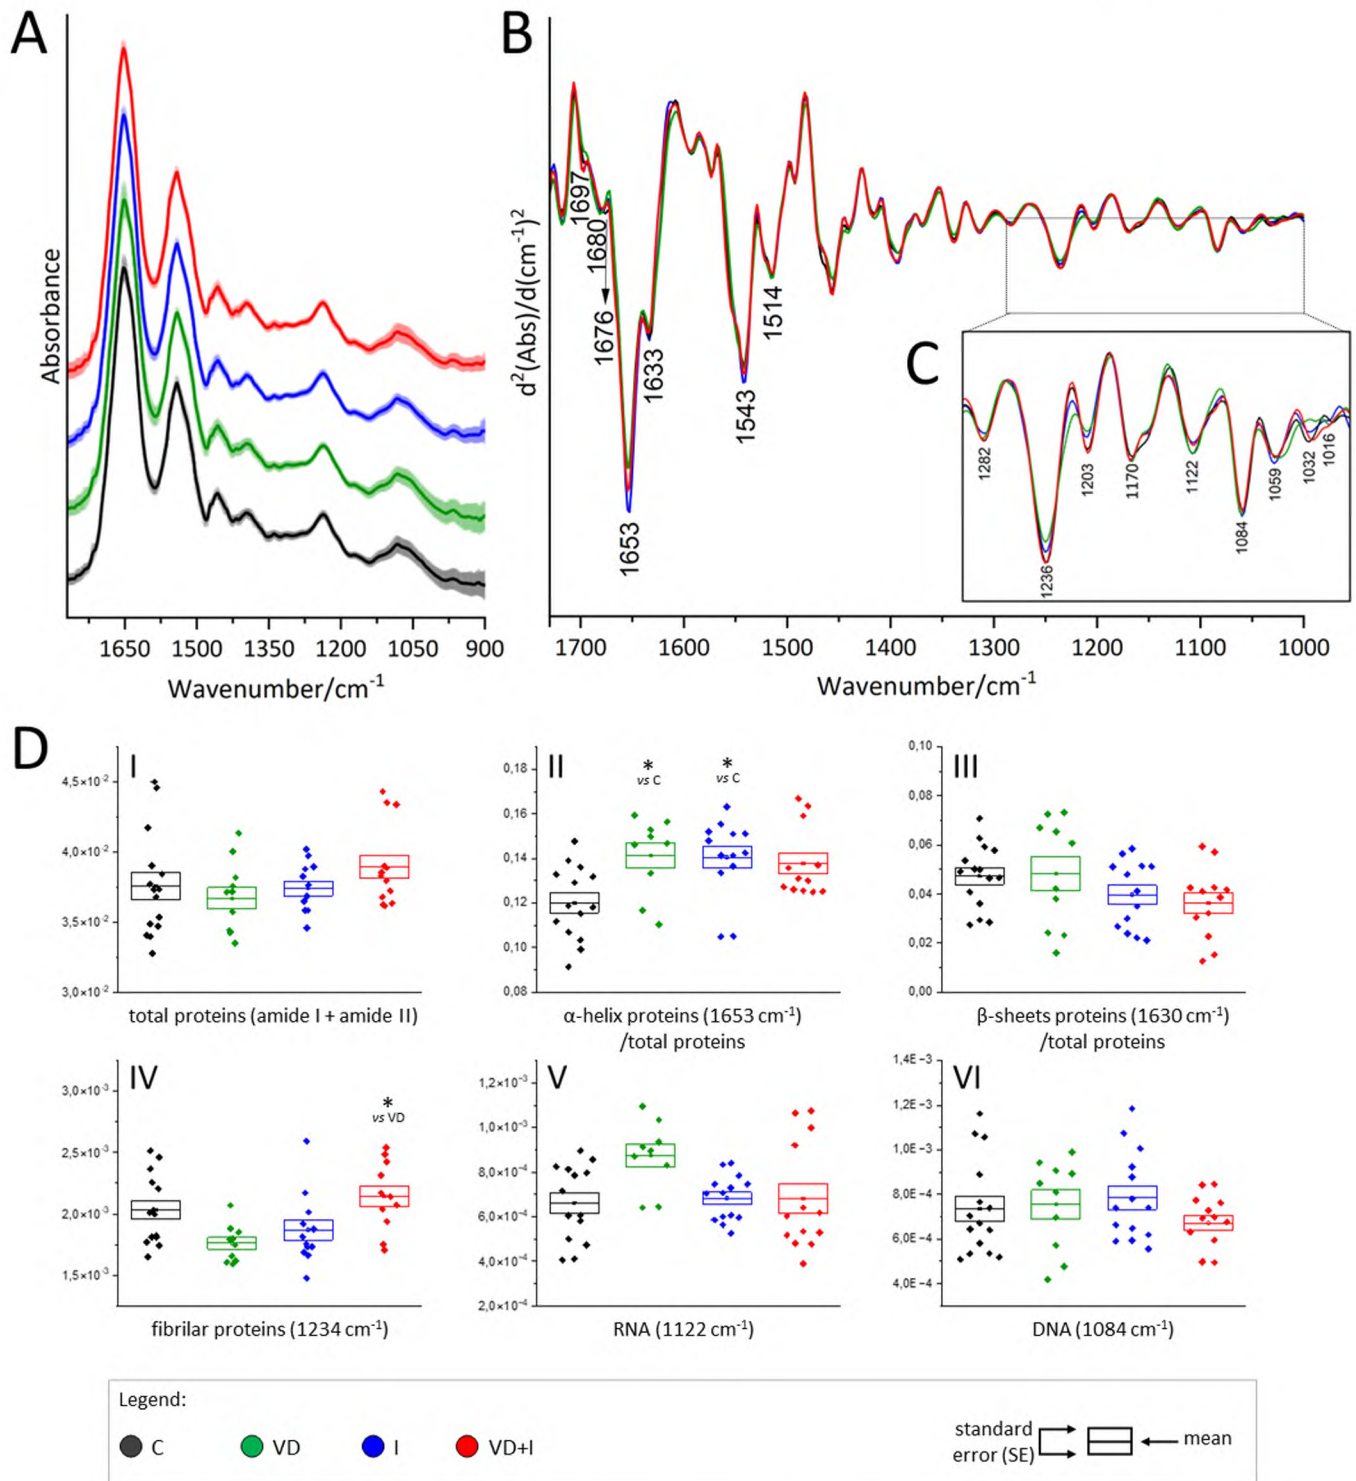 A
B
Absorbance
1650 1500 1350 1200 1050 900
Wavenumber/cm⁻¹
d²(Abs)/d(cm⁻¹)²
1697
1680
1676
1653
1633
1543
1514
1700 1600 1500 1400 1300 1200 1100 1000
Wavenumber/cm⁻¹
C
1282
1236
1203
1170
1122
1084
1059
1032
1016
D
I
4,5×10⁻²
4,0×10⁻²
3,5×10⁻²
3,0×10⁻²
total proteins (amide I + amide II)
II
* vs C
* vs C
0,18
0,16
0,14
0,12
0,10
0,08
α-helix proteins (1653 cm⁻¹)
/total proteins
III
0,10
0,08
0,06
0,04
0,02
0,00
β-sheets proteins (1630 cm⁻¹)
/total proteins
IV
* vs VD
3,0×10⁻³
2,5×10⁻³
2,0×10⁻³
1,5×10⁻³
fibrilar proteins (1234 cm⁻¹)
V
1,2×10⁻³
1,0×10⁻³
8,0×10⁻⁴
6,0×10⁻⁴
4,0×10⁻⁴
2,0×10⁻⁴
RNA (1122 cm⁻¹)
VI
1,4E −3
1,2E −3
1,0E −3
8,0E −4
6,0E −4
4,0E −4
DNA (1084 cm⁻¹)
Legend:
C VD I VD+I
standard
error (SE)
mean